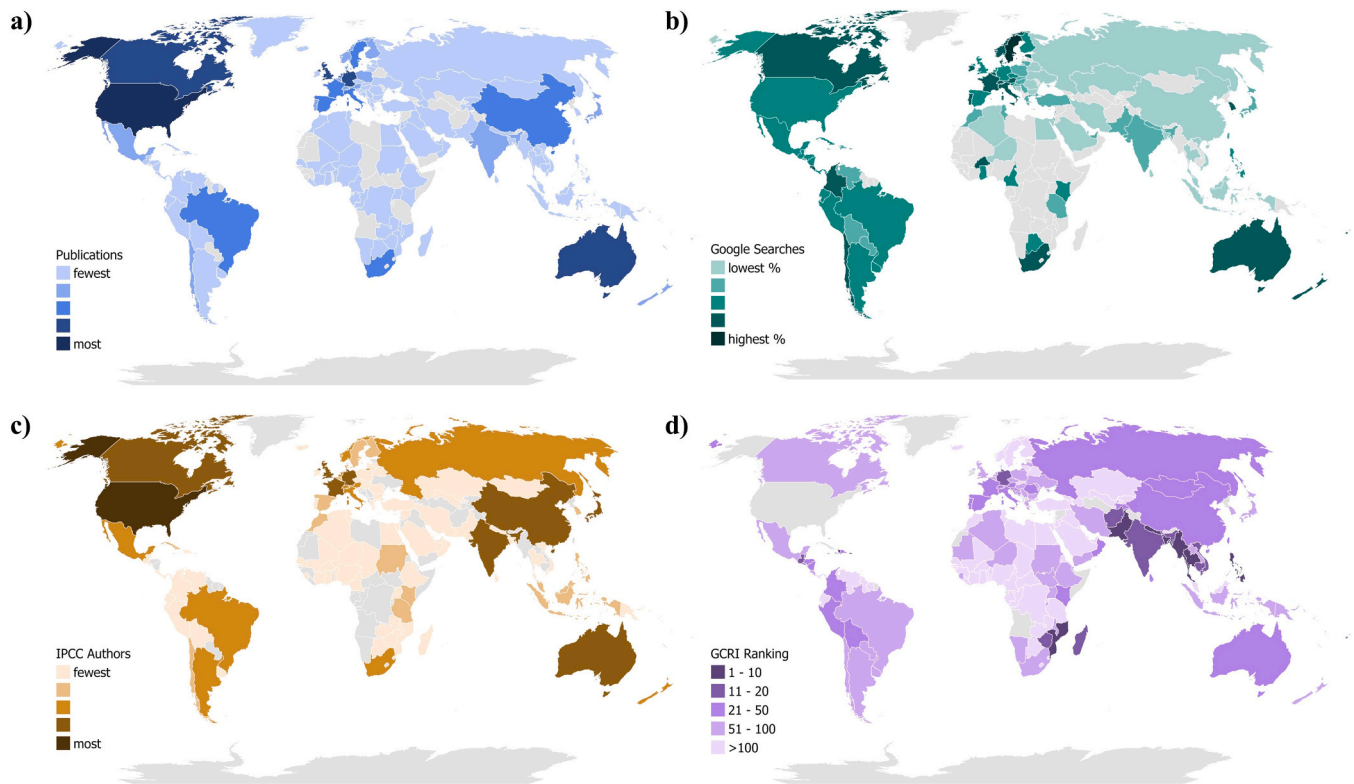 a)
Publications
fewest
most
b)
Google Searches
lowest %
highest %
c)
IPCC Authors
fewest
most
d)
GCRI Ranking
1 - 10
11 - 20
21 - 50
51 - 100
>100